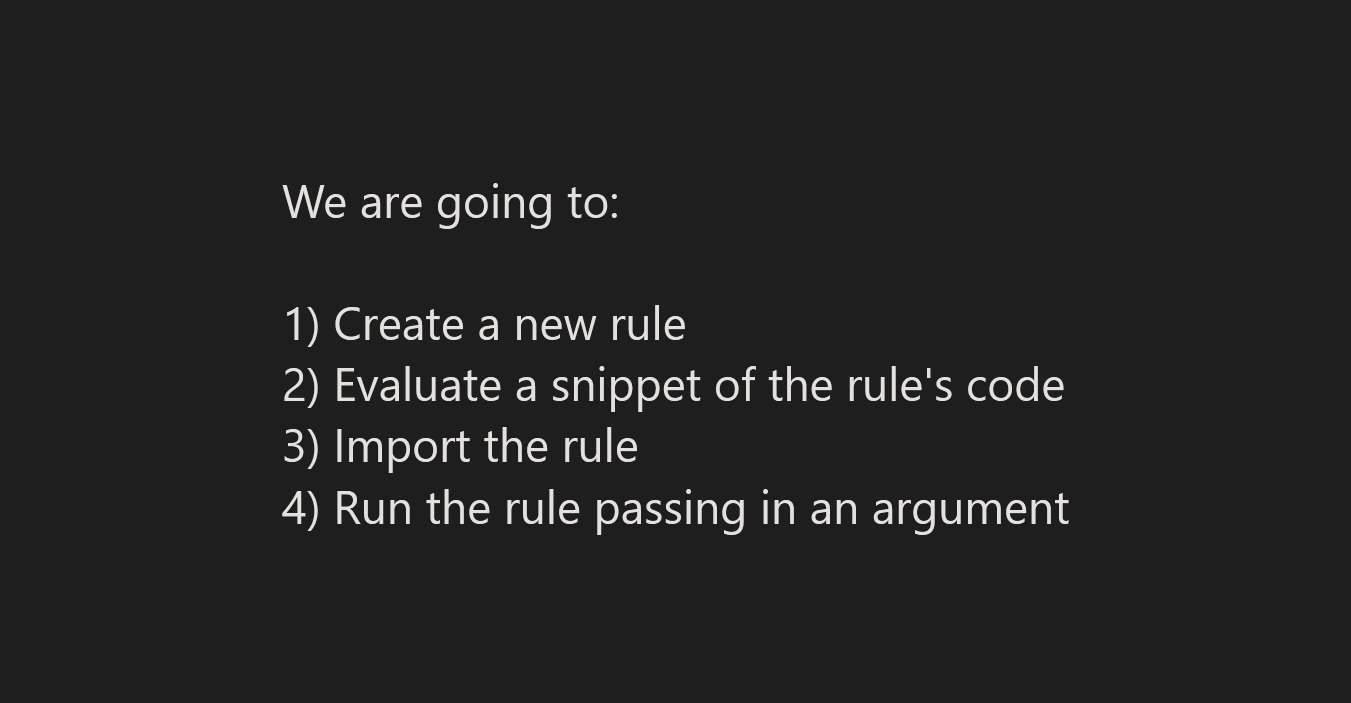 We are going to:
1) Create a new rule
2) Evaluate a snippet of the rule's code
3) Import the rule
4) Run the rule passing in an argument